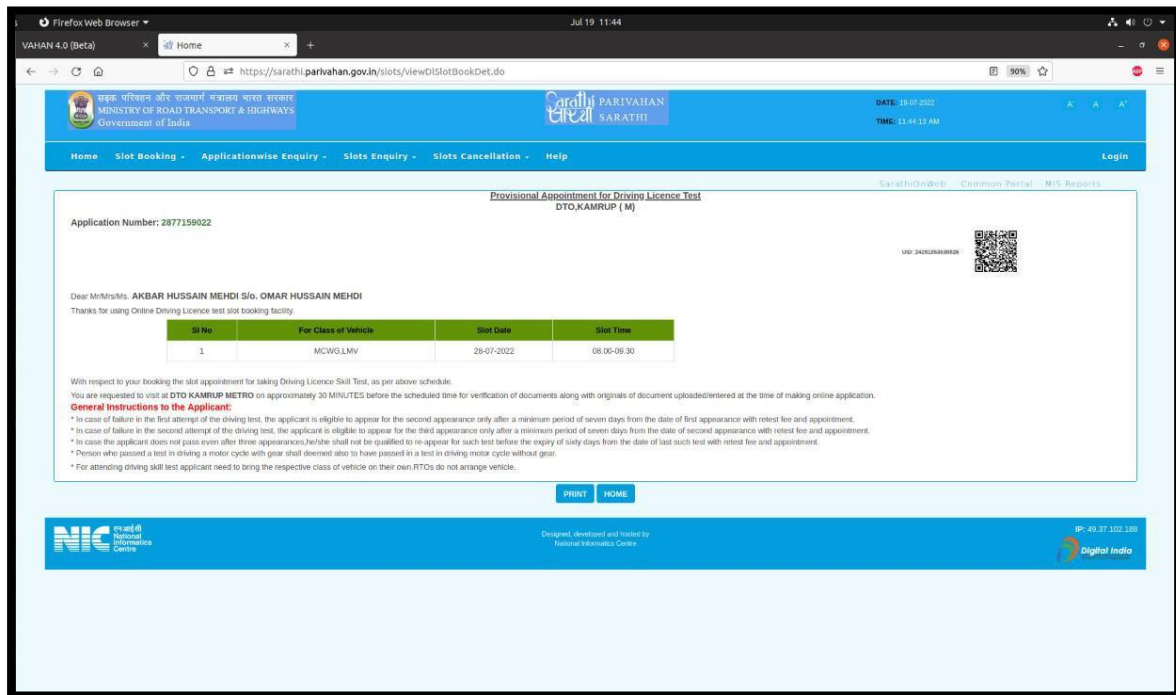 Firefox Web Browser
Jul 19 11:44
VAHAN 4.0 (Beta)
Home
https://sarathi.parivahan.gov.in/slots/viewDlSlotBookDet.do
90%
सड़क परिवहन और राजमार्ग मंत्रालय भारत सरकार
MINISTRY OF ROAD TRANSPORT & HIGHWAYS
Government of India
Sarathi PARIVAHAN
सारथी SARATHI
DATE: 19-07-2022
TIME: 11:44:12 AM
A- A A+
Home Slot Booking Applicationwise Enquiry Slots Enquiry Slots Cancellation Help Login
SarathiOnWeb Common Portal MIS Reports
Provisional Appointment for Driving Licence Test
DTO,KAMRUP ( M)
Application Number: 2877159022
UID:
Dear Mr/Mrs/Ms. AKBAR HUSSAIN MEHDI S/o. OMAR HUSSAIN MEHDI
Thanks for using Online Driving Licence test slot booking facility.
Sl No For Class of Vehicle Slot Date Slot Time
1 MCWG,LMV 28-07-2022 08.00-09.30
With respect to your booking the slot appointment for taking Driving Licence Skill Test, as per above schedule.
You are requested to visit at DTO KAMRUP METRO on approximately 30 MINUTES before the scheduled time for verification of documents along with originals of document uploaded/entered at the time of making online application.
General Instructions to the Applicant:
* In case of failure in the first attempt of the driving test, the applicant is eligible to appear for the second appearance only after a minimum period of seven days from the date of first appearance with retest fee and appointment.
* In case of failure in the second attempt of the driving test, the applicant is eligible to appear for the third appearance only after a minimum period of seven days from the date of second appearance with retest fee and appointment.
* In case the applicant does not pass even after three appearances,he/she shall not be qualified to re-appear for such test before the expiry of sixty days from the date of last such test with retest fee and appointment.
* Person who passed a test in driving a motor cycle with gear shall deemed also to have passed in a test in driving motor cycle without gear.
* For attending driving skill test applicant need to bring the respective class of vehicle on their own.RTOs do not arrange vehicle.
PRINT HOME
NIC
एनआईसी
National
Informatics
Centre
Designed, developed and hosted by
National Informatics Centre
IP: 49.37.102.188
Digital India